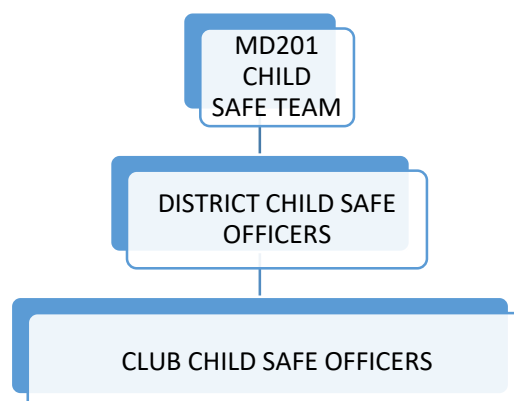 MD201
CHILD
SAFE TEAM
DISTRICT CHILD SAFE
OFFICERS
CLUB CHILD SAFE OFFICERS